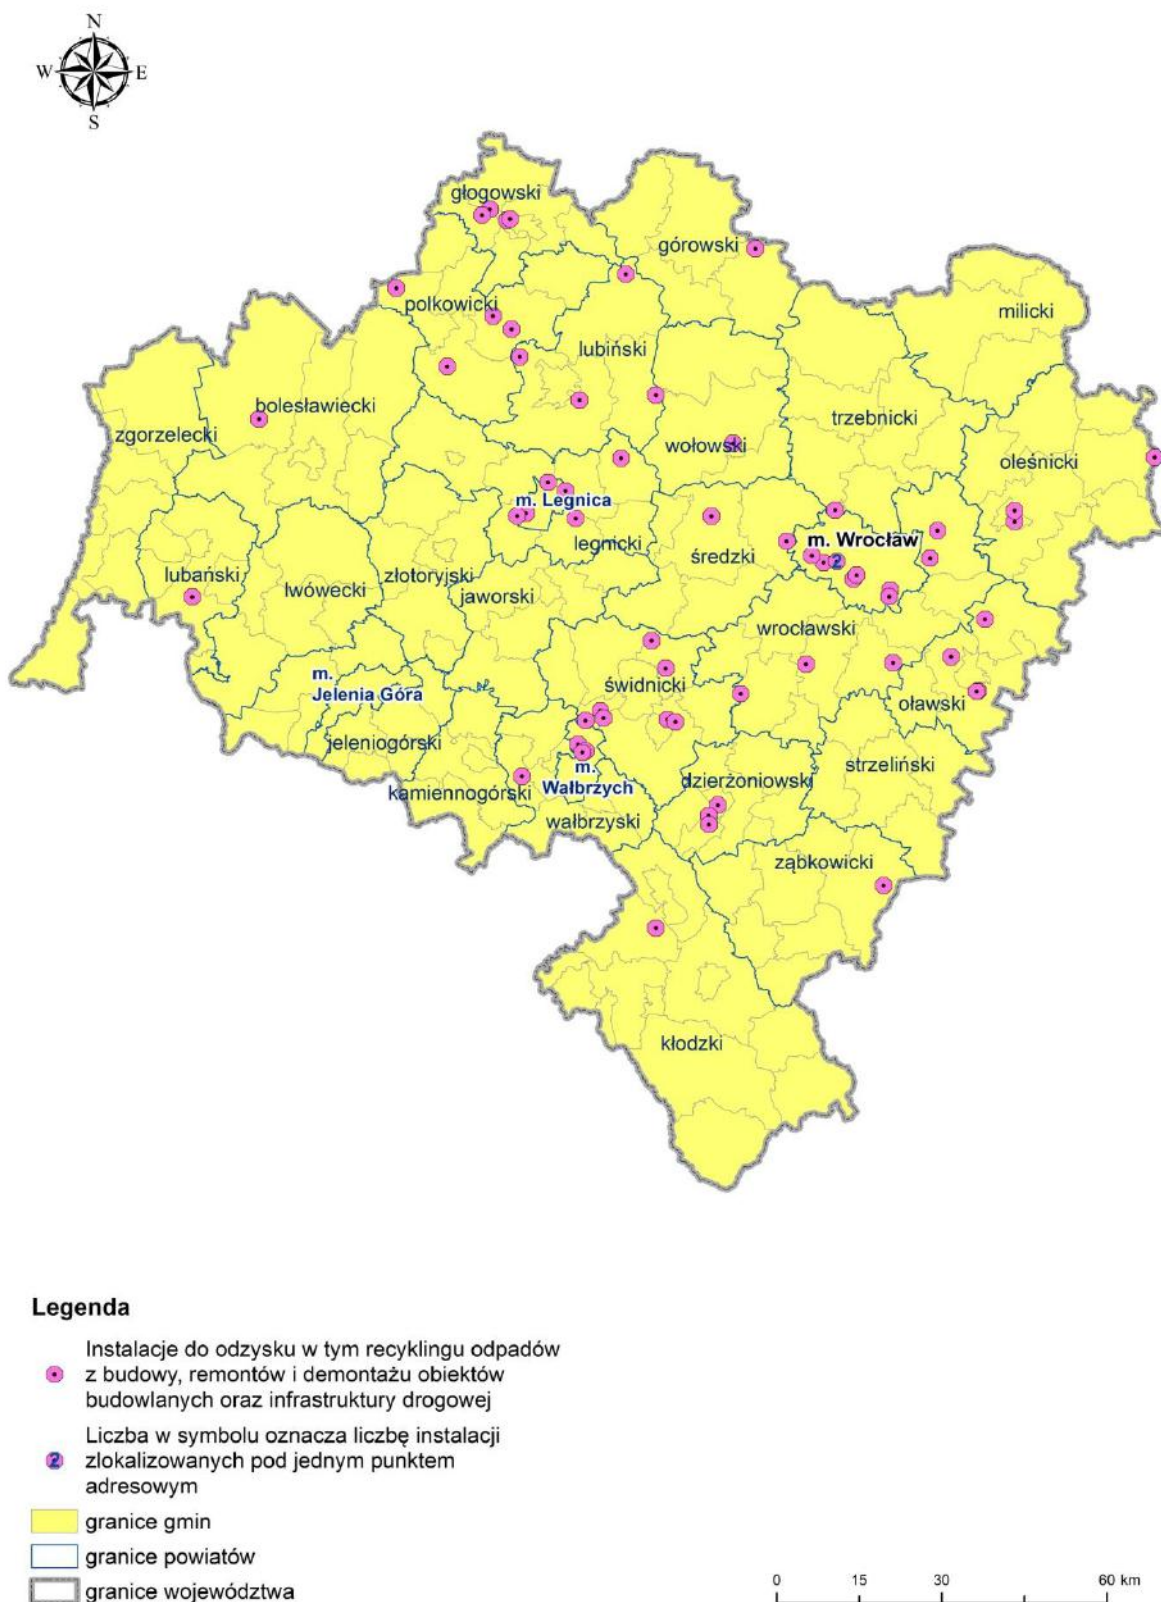 N
W E
S
głogowski
górowski
polkowicki
milicki
lubiński
bolesławiecki
trzebnicki
zgorzelecki
wołowski
oleśnicki
m. Legnica
m. Wrocław
legnicki
średzki
2
lubański
lwówecki
złotoryjski
jaworski
wrocławski
m.
Jelenia Góra
świdnicki
oławski
jeleniogórski
strzeliński
m.
Wałbrzych
dzierżoniowski
kamiennogórski
wałbrzyski
ząbkowicki
kłodzki
Legenda
Instalacje do odzysku w tym recyklingu odpadów
z budowy, remontów i demontażu obiektów
budowlanych oraz infrastruktury drogowej
Liczba w symbolu oznacza liczbę instalacji
2 zlokalizowanych pod jednym punktem
adresowym
granice gmin
granice powiatów
granice województwa
0 15 30 60 km